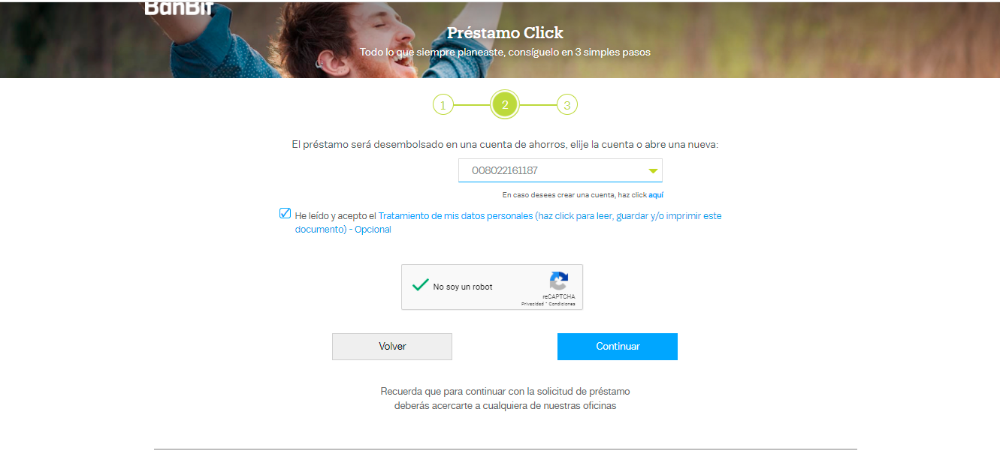 BanBif
Préstamo Click
Todo lo que siempre planeaste, consíguelo en 3 simples pasos
1
2
3
El préstamo será desembolsado en una cuenta de ahorros, elije la cuenta o abre una nueva:
008022161187
En caso desees crear una cuenta, haz click aquí
He leído y acepto el Tratamiento de mis datos personales (haz click para leer, guardar y/o imprimir este
documento) - Opcional
No soy un robot
reCAPTCHA
Privacidad - Condiciones
Volver
Continuar
Recuerda que para continuar con la solicitud de préstamo
deberás acercarte a cualquiera de nuestras oficinas